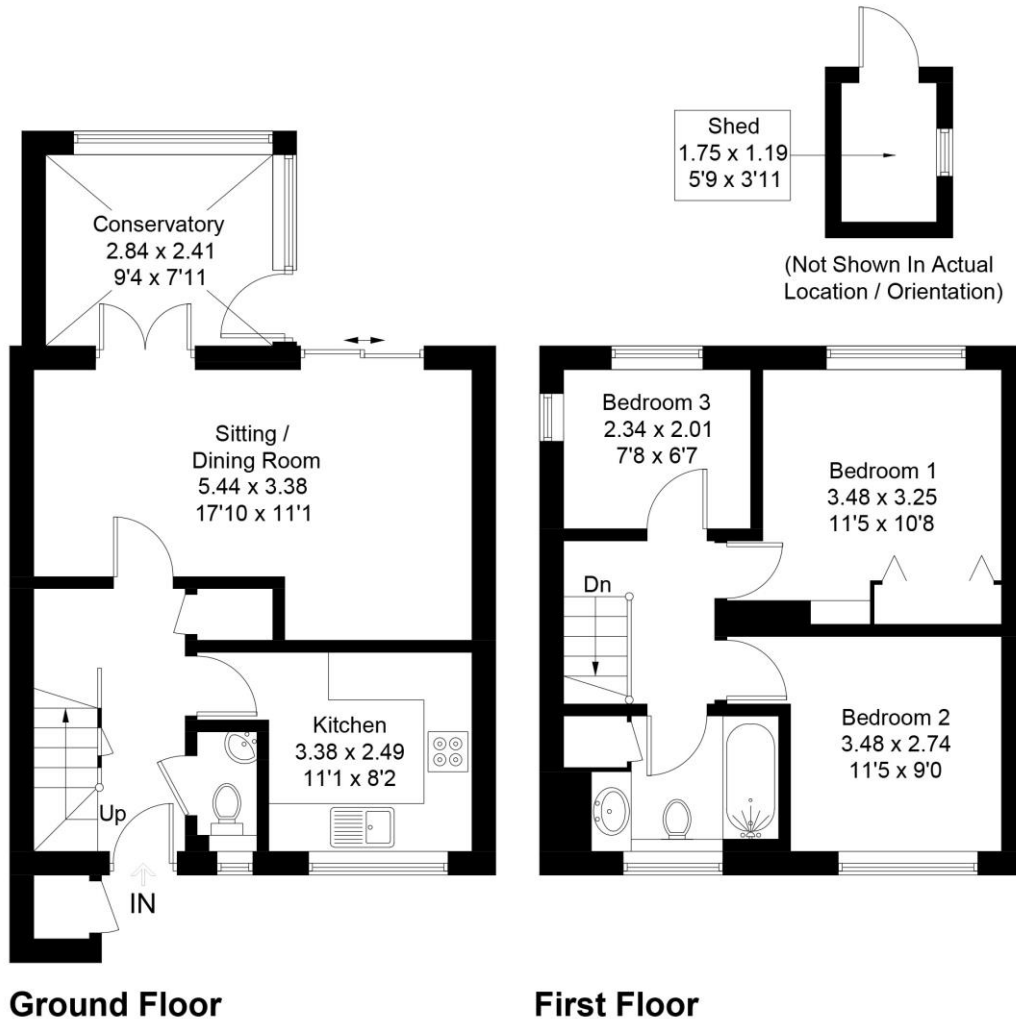 Shed
1.75 x 1.19
5'9 x 3'11
(Not Shown In Actual
Location / Orientation)
Conservatory
2.84 x 2.41
9'4 x 7'11
Sitting /
Dining Room
5.44 x 3.38
17'10 x 11'1
Kitchen
3.38 x 2.49
11'1 x 8'2
Up
IN
Bedroom 3
2.34 x 2.01
7'8 x 6'7
Bedroom 1
3.48 x 3.25
11'5 x 10'8
Dn
Bedroom 2
3.48 x 2.74
11'5 x 9'0
Ground Floor
First Floor